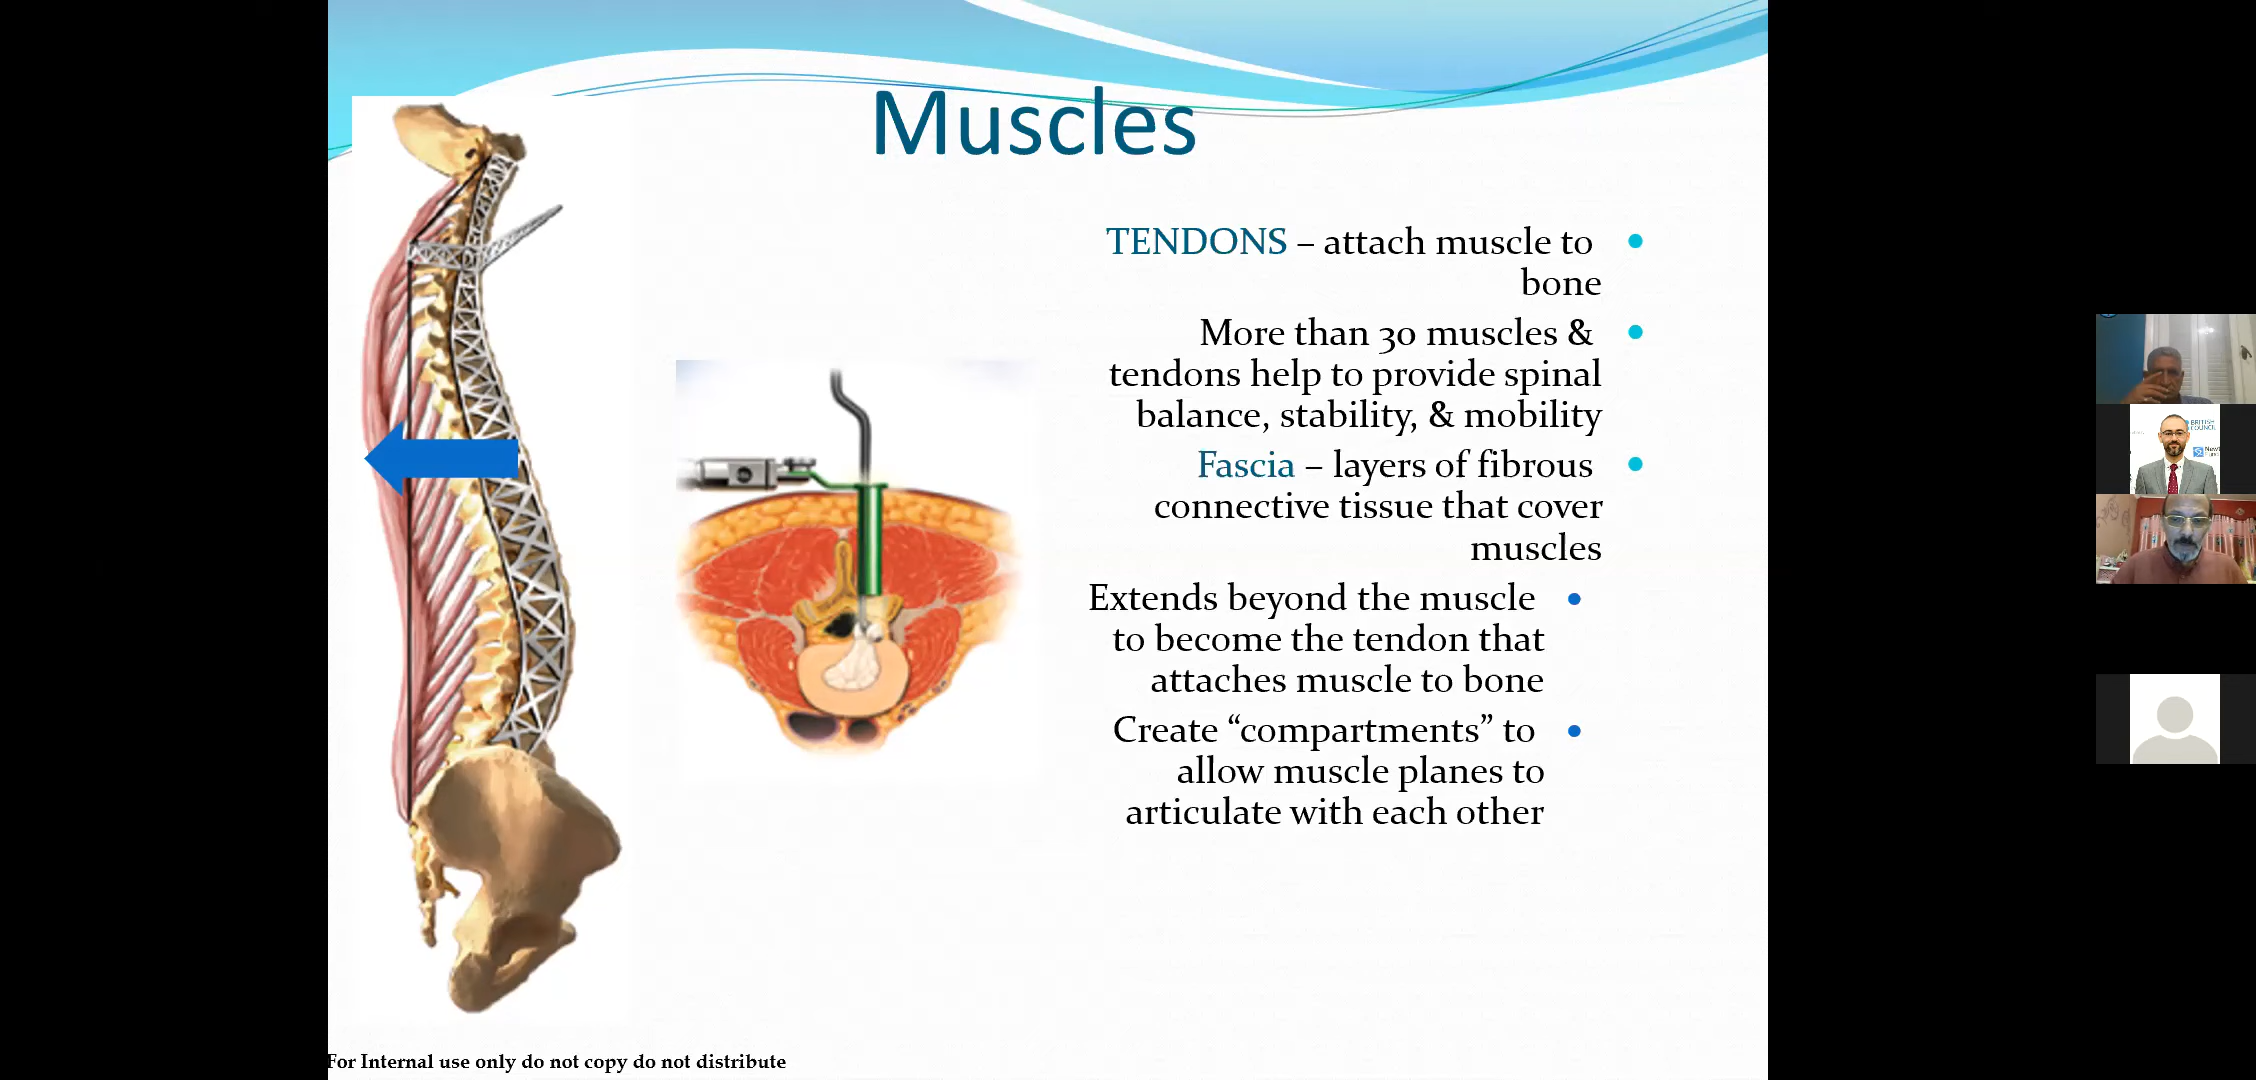 Muscles
TENDONS – attach muscle to
bone
More than 30 muscles &
tendons help to provide spinal
balance, stability, & mobility
Fascia – layers of fibrous
connective tissue that cover
muscles
Extends beyond the muscle
to become the tendon that
attaches muscle to bone
Create “compartments” to
allow muscle planes to
articulate with each other
For Internal use only do not copy do not distribute
BRITISH
COUNCIL